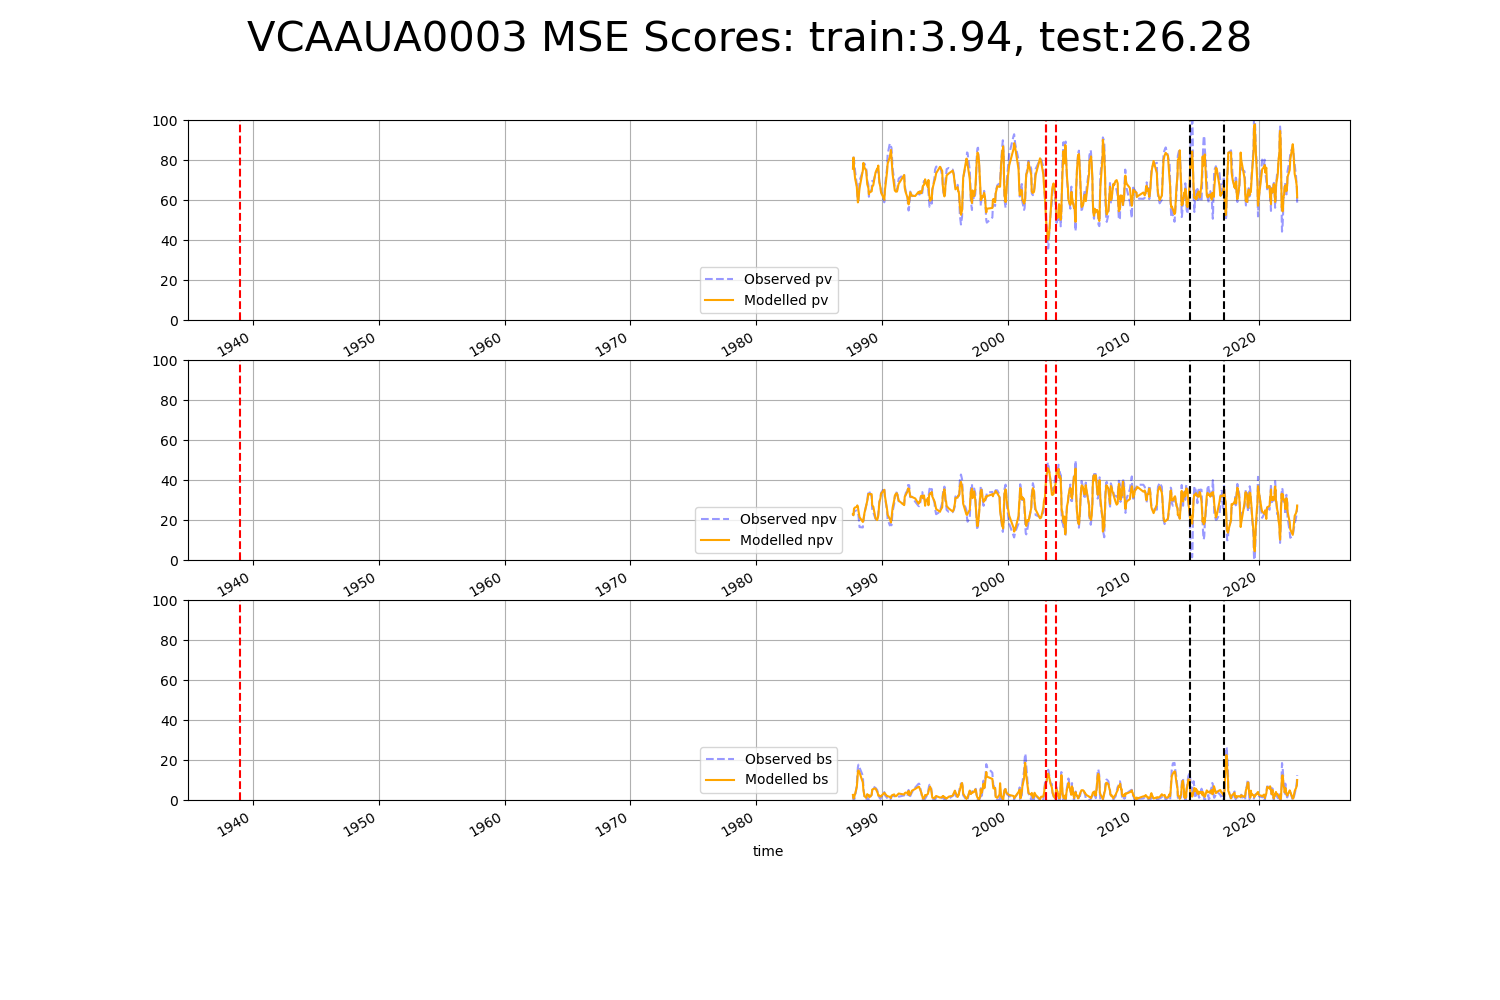 VCAAUA0003 MSE Scores: train:3.94, test:26.28
100
80
60
40
20
0
Observed pv
Modelled pv
1940 1950 1960 1970 1980 1990 2000 2010 2020
100
80
60
40
20
0
Observed npv
Modelled npv
1940 1950 1960 1970 1980 1990 2000 2010 2020
100
80
60
40
20
0
Observed bs
Modelled bs
1940 1950 1960 1970 1980 1990 2000 2010 2020
time